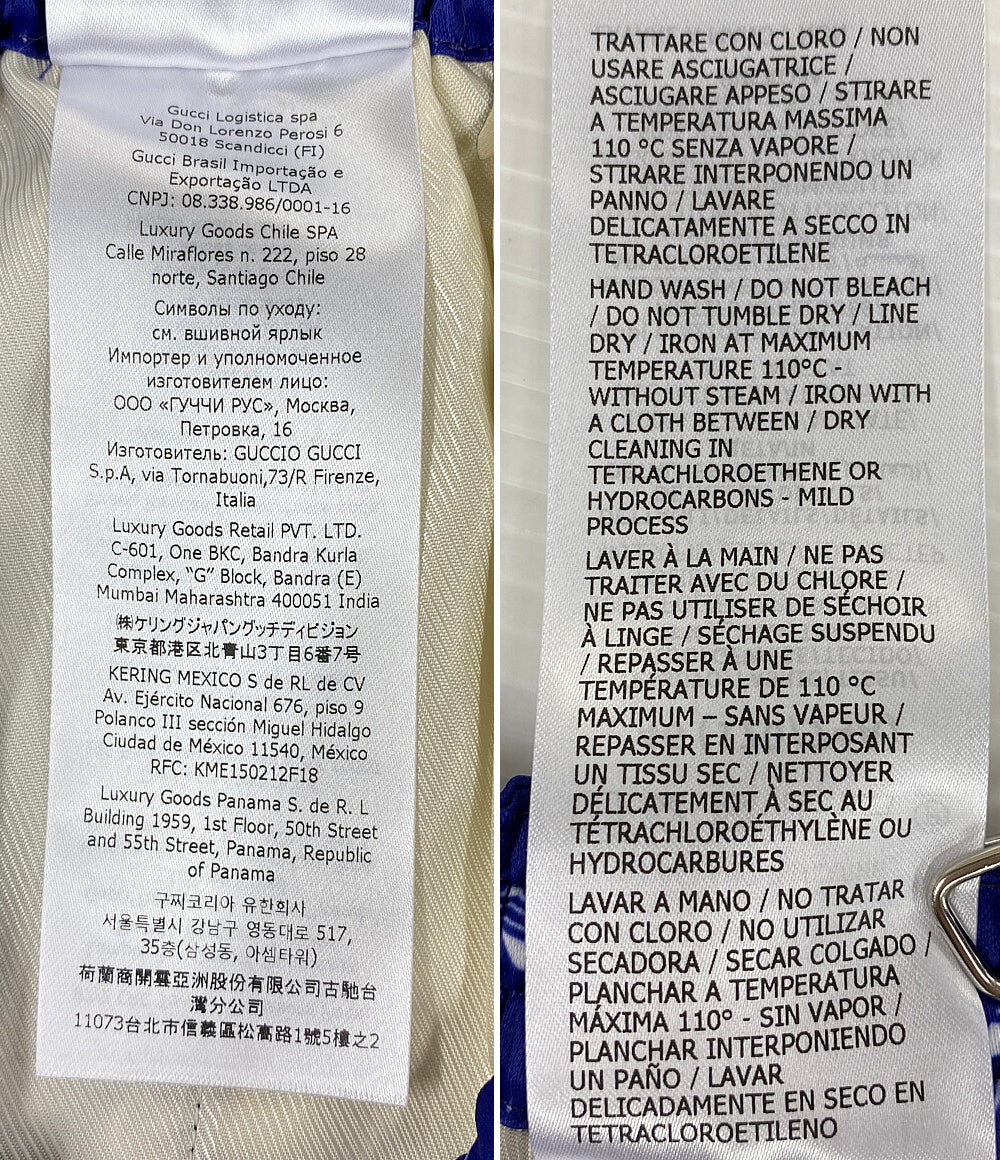 Gucci Logistica spa
Via Don Lorenzo Perosi 6
50018 Scandicci (FI)
Gucci Brasil Importação e
Exportação LTDA
CNPJ: 08.338.986/0001-16
Luxury Goods Chile SPA
Calle Miraflores n. 222, piso 28
norte, Santiago Chile
Символы по уходу:
см. вшивной ярлык
Импортер и уполномоченное
изготовителем лицо:
ООО «ГУЧЧИ РУС», Москва,
Петровка, 16
Изготовитель: GUCCIO GUCCI
S.p.A, via Tornabuoni,73/R Firenze,
Italia
Luxury Goods Retail PVT. LTD.
C-601, One BKC, Bandra Kurla
Complex, “G” Block, Bandra (E)
Mumbai Maharashtra 400051 India
㈱ケリングジャパングッチディビジョン
東京都港区北青山3丁目6番7号
KERING MEXICO S de RL de CV
Av. Ejército Nacional 676, piso 9
Polanco III sección Miguel Hidalgo
Ciudad de México 11540, México
RFC: KME150212F18
Luxury Goods Panama S. de R. L
Building 1959, 1st Floor, 50th Street
and 55th Street, Panama, Republic
of Panama
구찌코리아 유한회사
서울특별시 강남구 영동대로 517,
35층(삼성동, 아셈타워)
荷蘭商開雲亞洲股份有限公司古馳台
灣分公司
11073台北市信義區松高路1號5樓之2
TRATTARE CON CLORO / NON
USARE ASCIUGATRICE /
ASCIUGARE APPESO / STIRARE
A TEMPERATURA MASSIMA
110 °C SENZA VAPORE /
STIRARE INTERPONENDO UN
PANNO / LAVARE
DELICATAMENTE A SECCO IN
TETRACLOROETILENE
HAND WASH / DO NOT BLEACH
/ DO NOT TUMBLE DRY / LINE
DRY / IRON AT MAXIMUM
TEMPERATURE 110°C -
WITHOUT STEAM / IRON WITH
A CLOTH BETWEEN / DRY
CLEANING IN
TETRACHLOROETHENE OR
HYDROCARBONS - MILD
PROCESS
LAVER À LA MAIN / NE PAS
TRAITER AVEC DU CHLORE /
NE PAS UTILISER DE SÉCHOIR
À LINGE / SÉCHAGE SUSPENDU
/ REPASSER À UNE
TEMPÉRATURE DE 110 °C
MAXIMUM – SANS VAPEUR /
REPASSER EN INTERPOSANT
UN TISSU SEC / NETTOYER
DÉLICATEMENT À SEC AU
TÉTRACHLOROÉTHYLÈNE OU
HYDROCARBURES
LAVAR A MANO / NO TRATAR
CON CLORO / NO UTILIZAR
SECADORA / SECAR COLGADO /
PLANCHAR A TEMPERATURA
MÁXIMA 110° - SIN VAPOR /
PLANCHAR INTERPONIENDO
UN PAÑO / LAVAR
DELICADAMENTE EN SECO EN
TETRACLOROETILENO